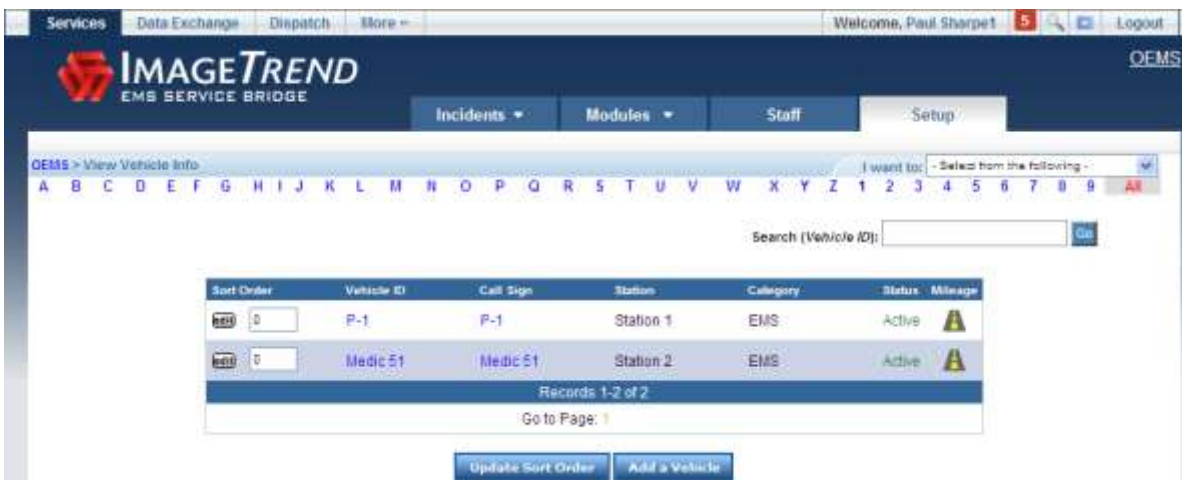 Services Data Exchange Dispatch More Welcome, Paul Sharpe1 5 Logout
IMAGETREND
EMS SERVICE BRIDGE
OEMS
Incidents Modules Staff Setup
OEMS > View Vehicle Info I want to: - Select from the following -
A B C D E F G H I J K L M N O P Q R S T U V W X Y Z 1 2 3 4 5 6 7 8 9 All
Search (Vehicle ID): Go
Sort Order Vehicle ID Call Sign Station Category Status Mileage
edit 0 P-1 P-1 Station 1 EMS Active
edit 0 Medic 51 Medic 51 Station 2 EMS Active
Records 1-2 of 2
Go to Page: 1
Update Sort Order Add a Vehicle